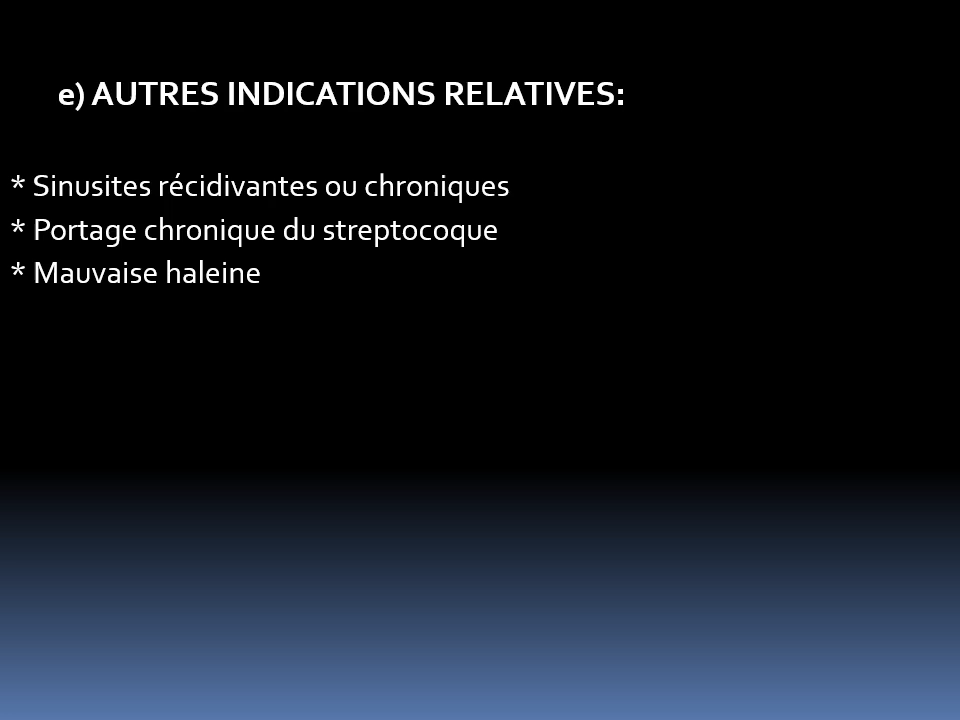 e) AUTRES INDICATIONS RELATIVES:
* Sinusites récidivantes ou chroniques
* Portage chronique du streptocoque
* Mauvaise haleine